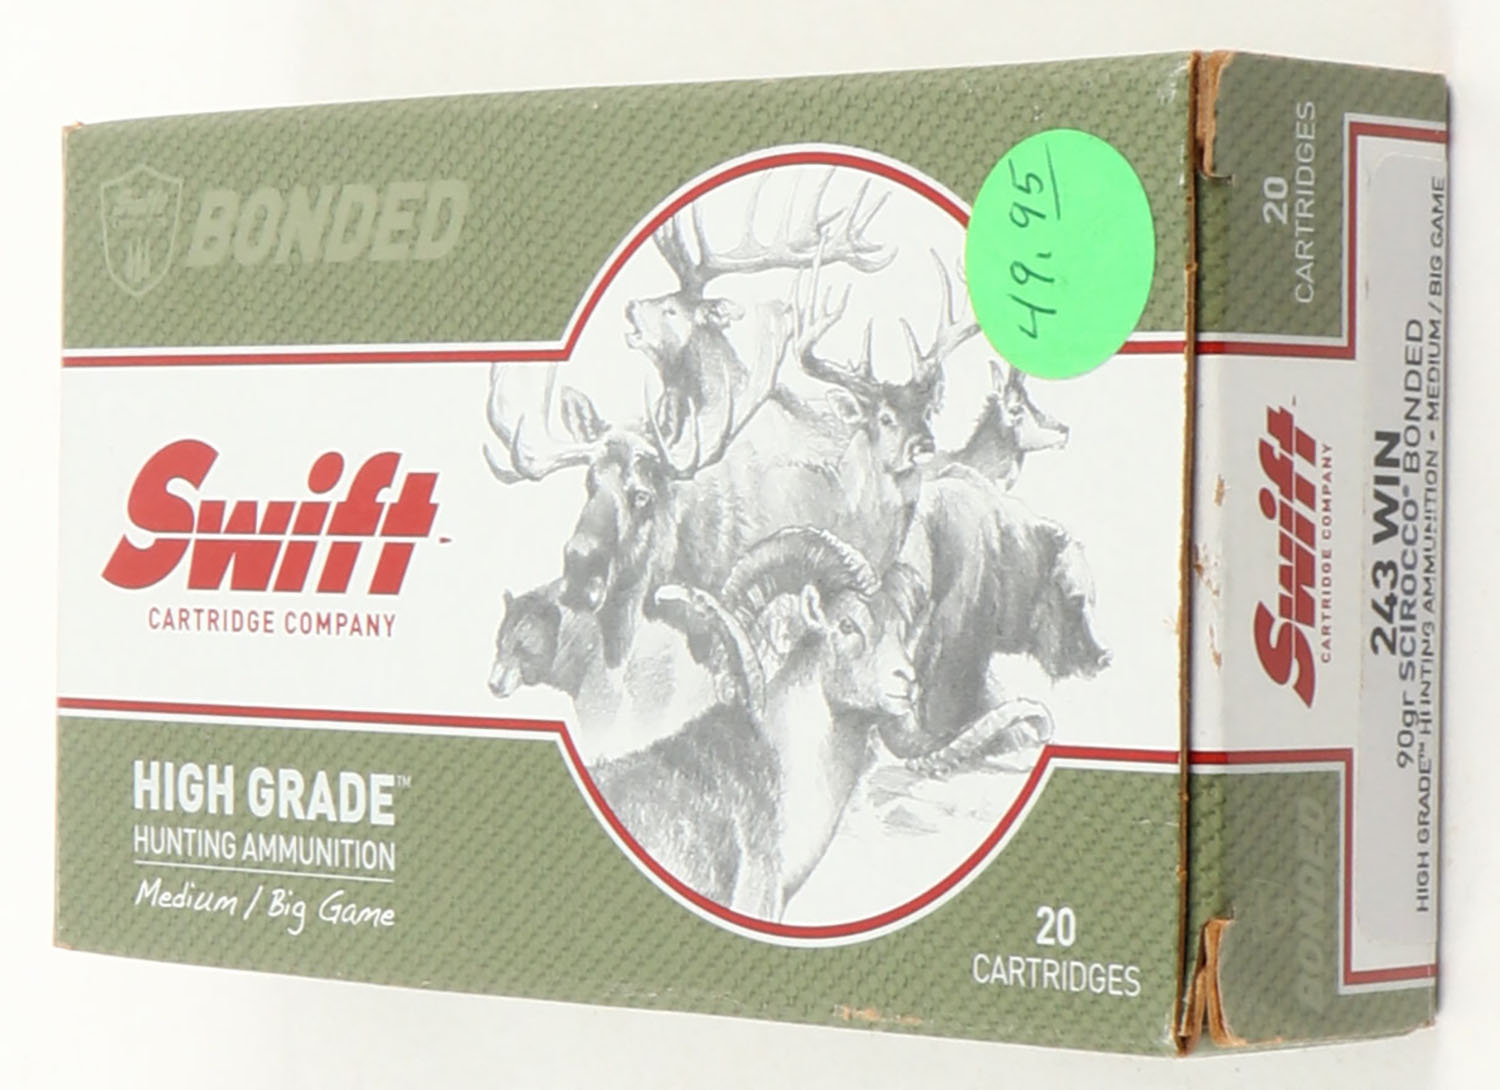 BONDED
49.95
Swift
CARTRIDGE COMPANY
HIGH GRADE™
HUNTING AMMUNITION
Medium / Big Game
20
CARTRIDGES
20
CARTRIDGES
Swift
CARTRIDGE COMPANY
BONDED
243 WIN
90gr SCIROCCO® BONDED
HIGH GRADE™ HUNTING AMMUNITION - MEDIUM / BIG GAME